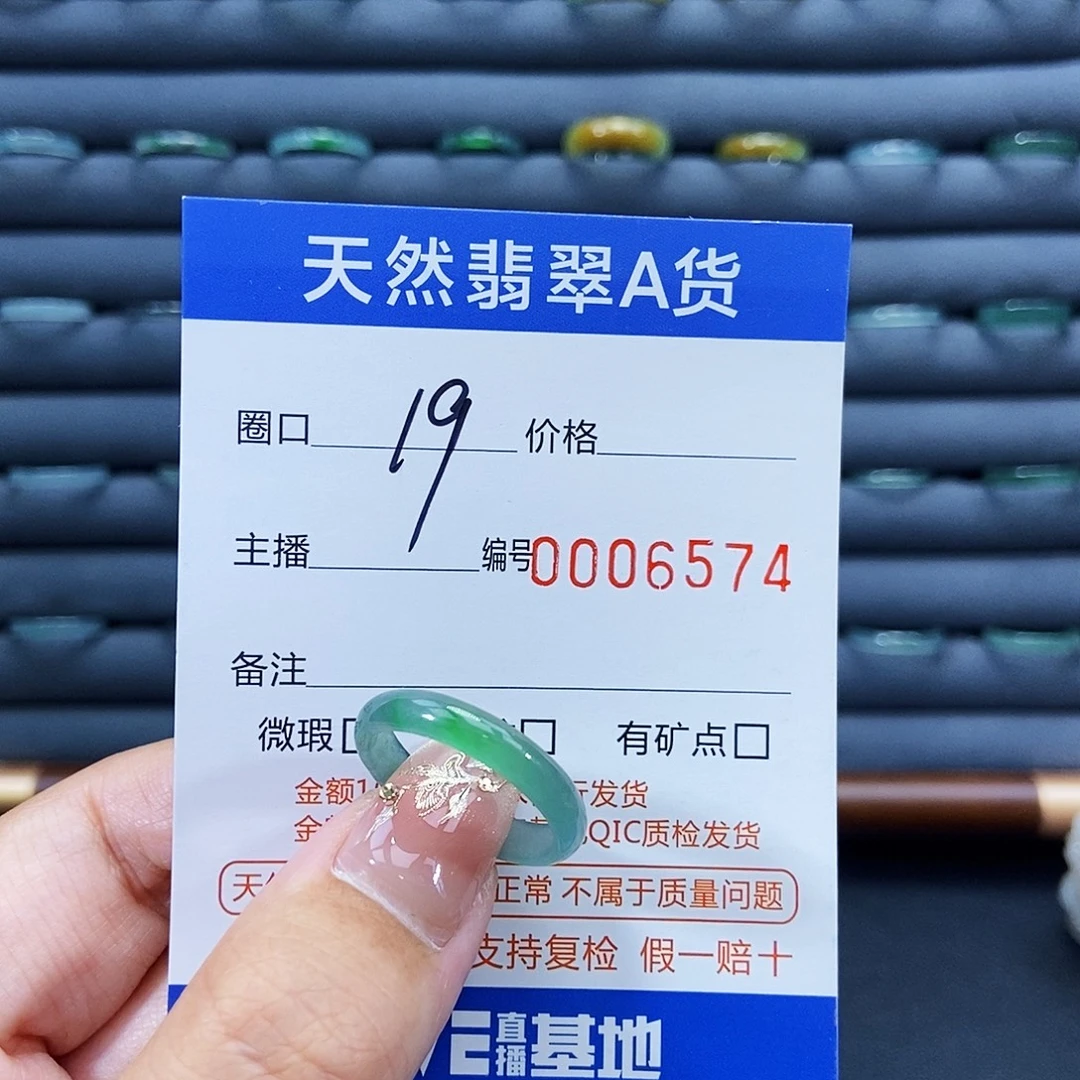 天然翡翠A货
圈口 19 价格
主播 编号0006574
备注
微瑕 有矿点
金额1 发货
QIC质检发货
天 正常 不属于质量问题
支持复检 假一赔十
直播基地